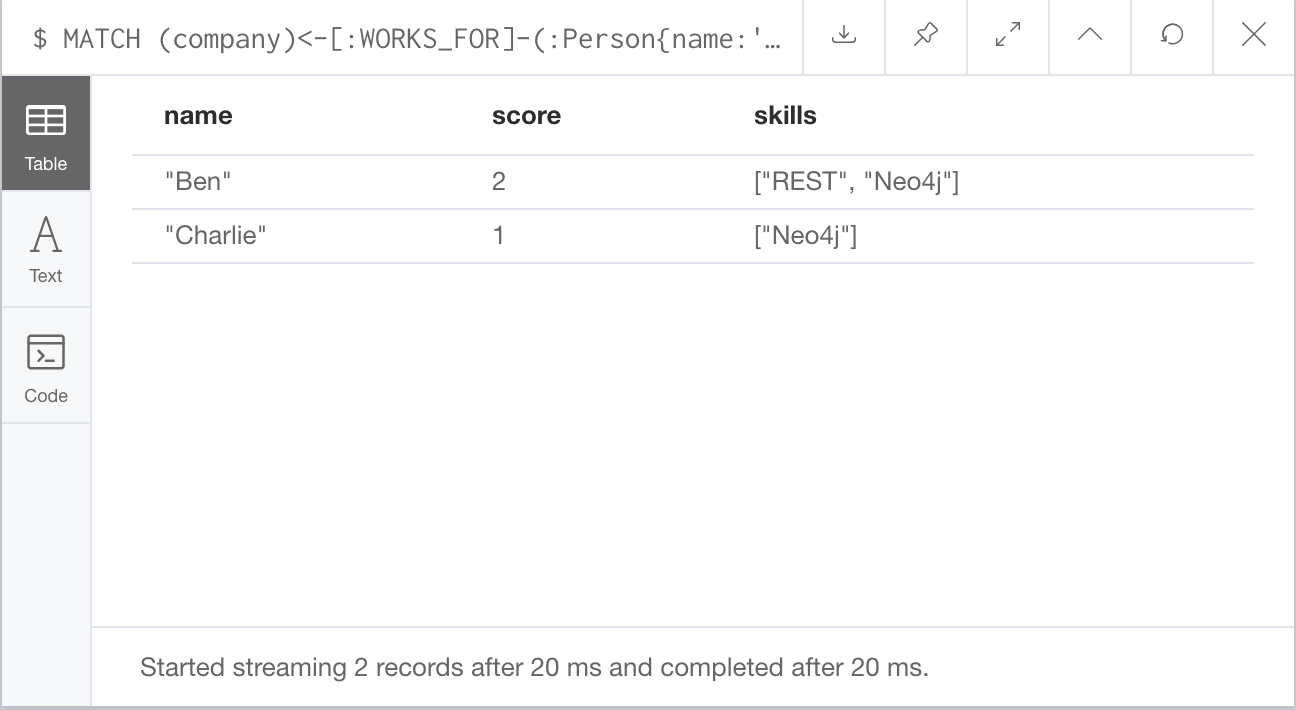 $ MATCH (company)<-[:WORKS_FOR]-(:Person{name:'…
Table
Text
Code
name score skills
"Ben" 2 ["REST", "Neo4j"]
"Charlie" 1 ["Neo4j"]
Started streaming 2 records after 20 ms and completed after 20 ms.